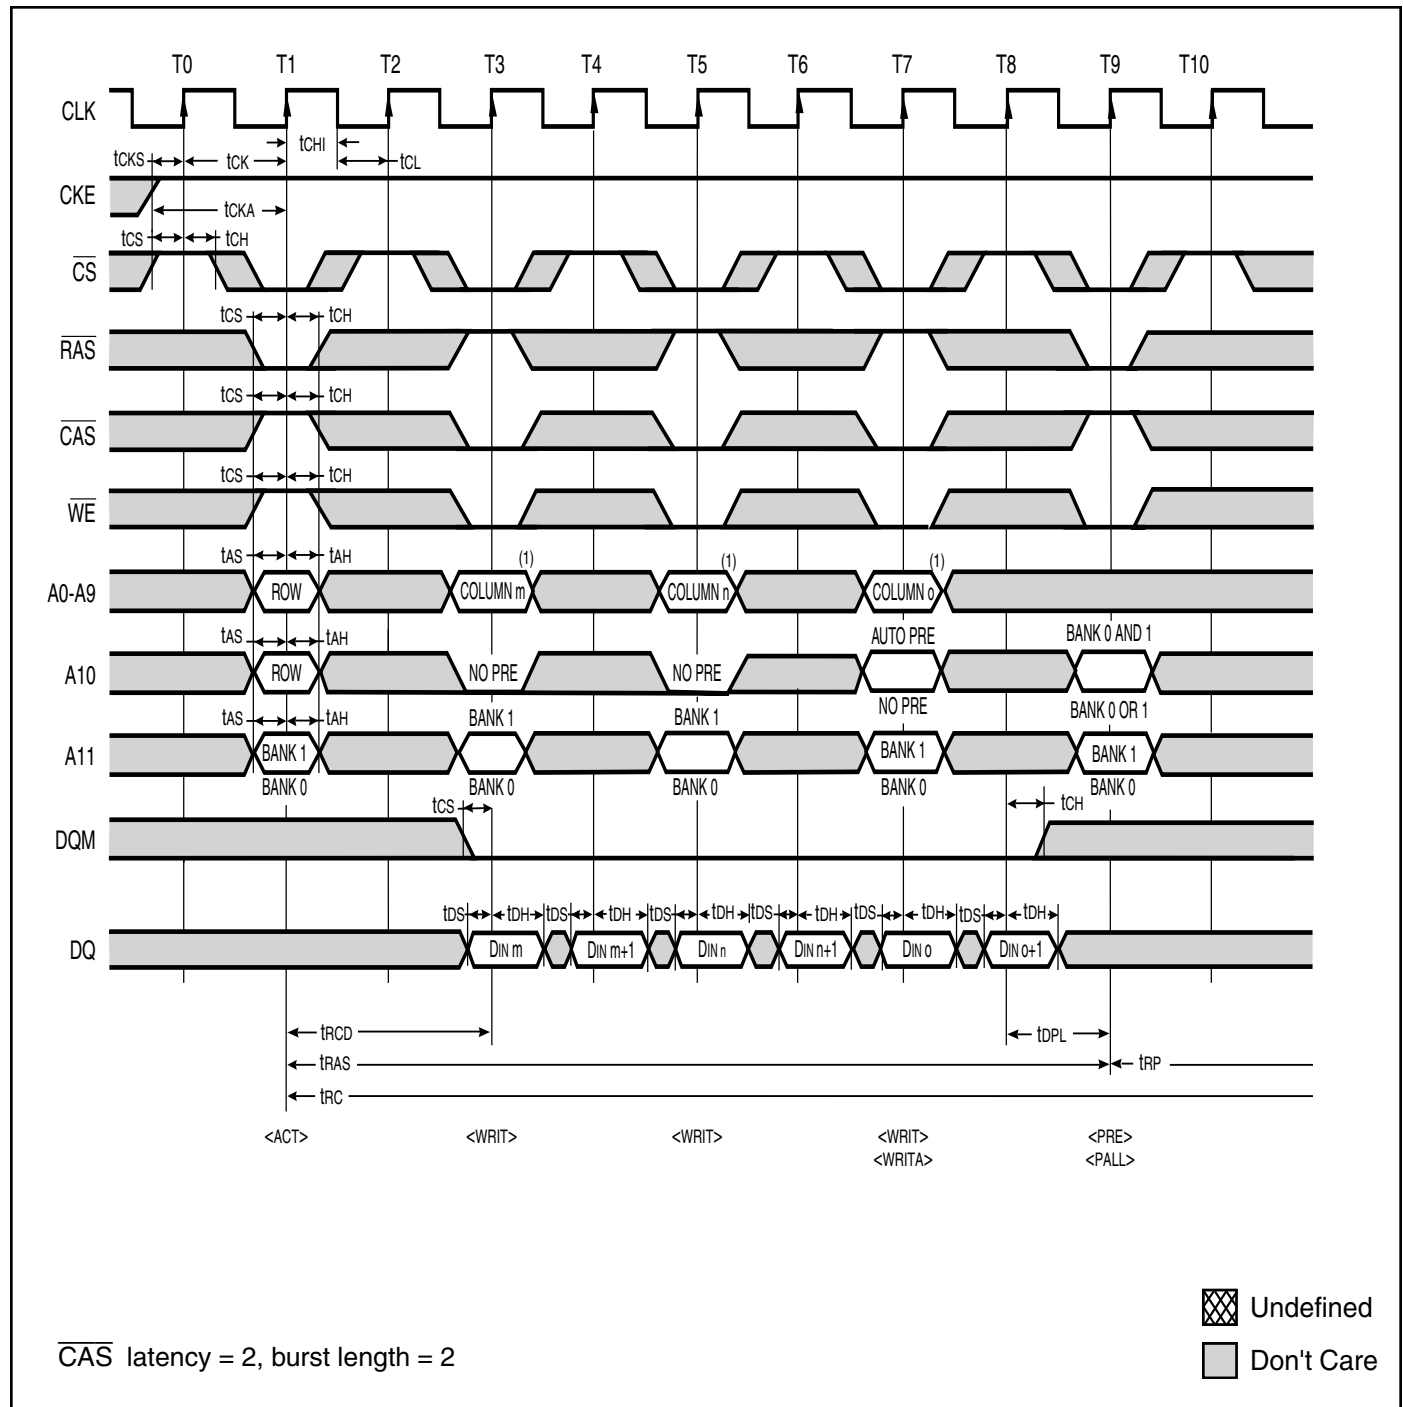 T0 T1 T2 T3 T4 T5 T6 T7 T8 T9 T10
CLK
tCHI
tCKS tCK tCL
CKE
tCKA
tCS tCH
CS
tCS tCH
RAS
tCS tCH
CAS
tCS tCH
WE
tAS tAH (1) (1) (1)
A0-A9 ROW COLUMN m COLUMN n COLUMN o
tAS tAH AUTO PRE BANK 0 AND 1
A10 ROW NO PRE NO PRE
NO PRE BANK 0 OR 1
tAS tAH BANK 1 BANK 1
A11 BANK 1 BANK 1 BANK 1
BANK 0 BANK 0 BANK 0 BANK 0 BANK 0
tCS tCH
DQM
tDS tDH tDS tDH tDS tDH tDS tDH tDS tDH tDS tDH
DQ DIN m DIN m+1 DIN n DIN n+1 DIN o DIN o+1
tRCD tDPL
tRAS tRP
tRC
<ACT> <WRIT> <WRIT> <WRIT> <PRE>
<WRITA> <PALL>
Undefined
CAS latency = 2, burst length = 2
Don't Care